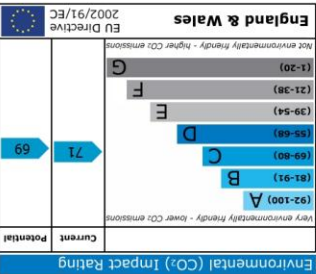 Environmental (CO₂) Impact Rating
Current Potential
Very environmentally friendly - lower CO₂ emissions
(92-100) A
(81-91) B
(69-80) C
71 69
(55-68) D
(39-54) E
(21-38) F
(1-20) G
Not environmentally friendly - higher CO₂ emissions
England & Wales
EU Directive
2002/91/EC